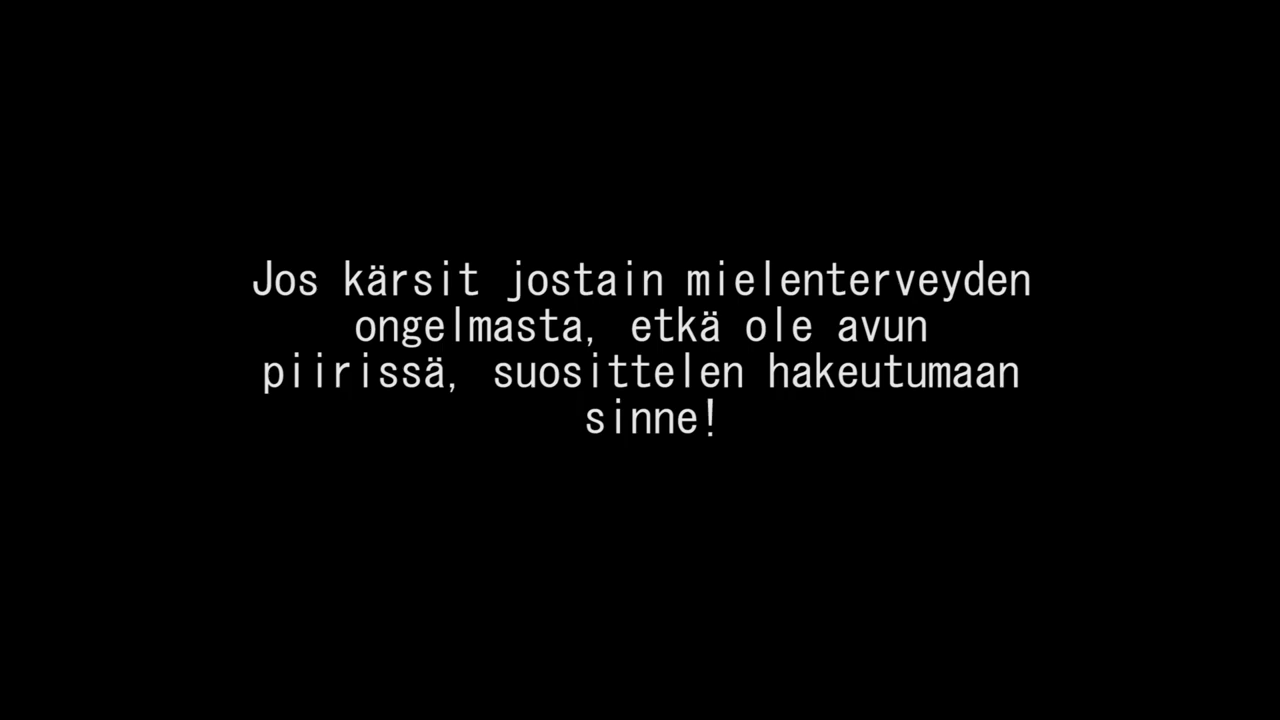 Jos kärsit jostain mielenterveyden
ongelmasta, etkä ole avun
piirissä, suosittelen hakeutumaan
sinne!